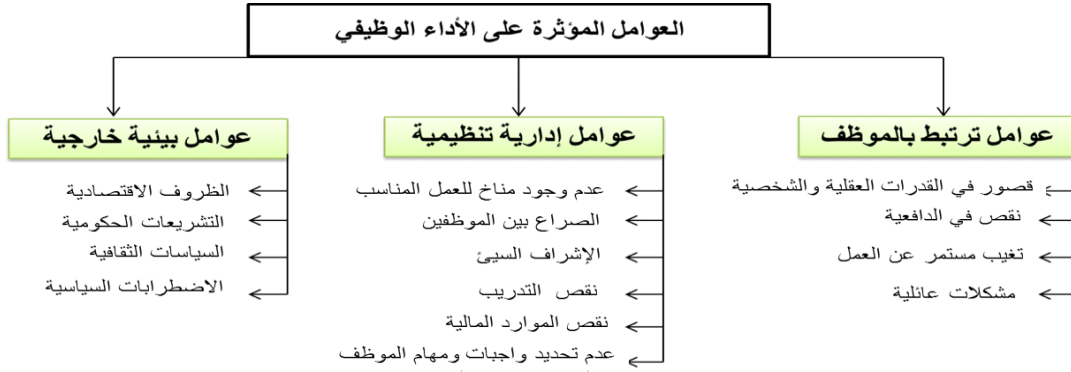 العوامل المؤثرة على الأداء الوظيفي
عوامل ترتبط بالموظف
قصور في القدرات العقلية والشخصية
نقص في الدافعية
تغيب مستمر عن العمل
مشكلات عائلية
عوامل إدارية تنظيمية
عدم وجود مناخ للعمل المناسب
الصراع بين الموظفين
الإشراف السيئ
نقص التدريب
نقص الموارد المالية
عدم تحديد واجبات ومهام الموظف
عوامل بيئية خارجية
الظروف الاقتصادية
التشريعات الحكومية
السياسات الثقافية
الاضطرابات السياسية